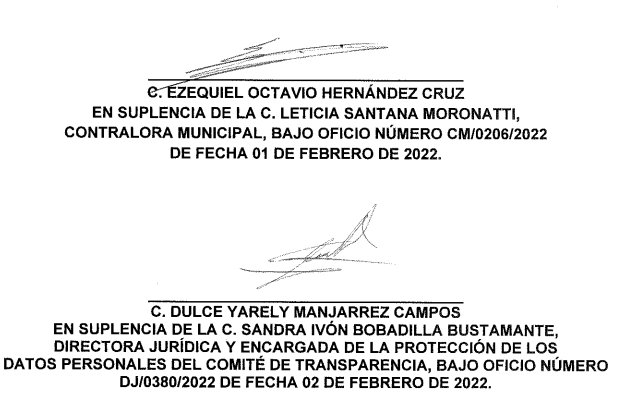 C. EZEQUIEL OCTAVIO HERNÁNDEZ CRUZ
EN SUPLENCIA DE LA C. LETICIA SANTANA MORONATTI,
CONTRALORA MUNICIPAL, BAJO OFICIO NÚMERO CM/0206/2022
DE FECHA 01 DE FEBRERO DE 2022.
C. DULCE YARELY MANJARREZ CAMPOS
EN SUPLENCIA DE LA C. SANDRA IVÓN BOBADILLA BUSTAMANTE,
DIRECTORA JURÍDICA Y ENCARGADA DE LA PROTECCIÓN DE LOS
DATOS PERSONALES DEL COMITÉ DE TRANSPARENCIA, BAJO OFICIO NÚMERO
DJ/0380/2022 DE FECHA 02 DE FEBRERO DE 2022.